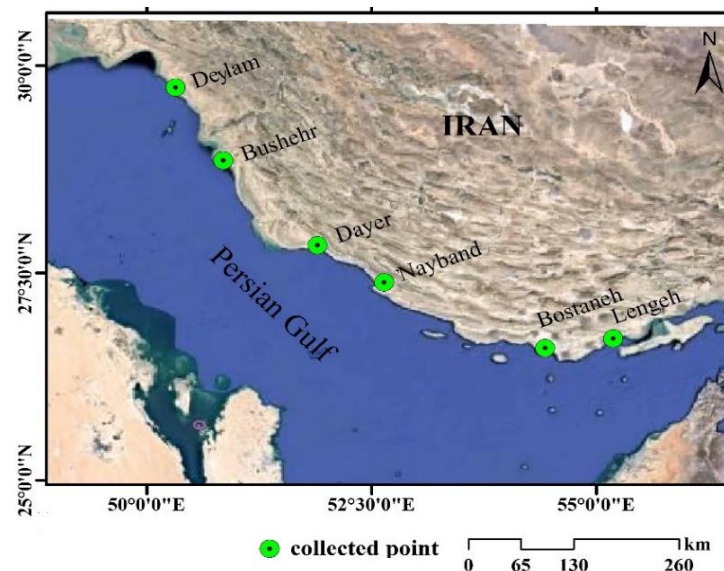 N
30°0'0"N
Deylam
Bushehr
IRAN
Dayer
Nayband
27°30'0"N
Persian Gulf
Bostaneh
Lengeh
25°0'0"N
50°0'0"E 52°30'0"E 55°0'0"E
collected point
km
0 65 130 260